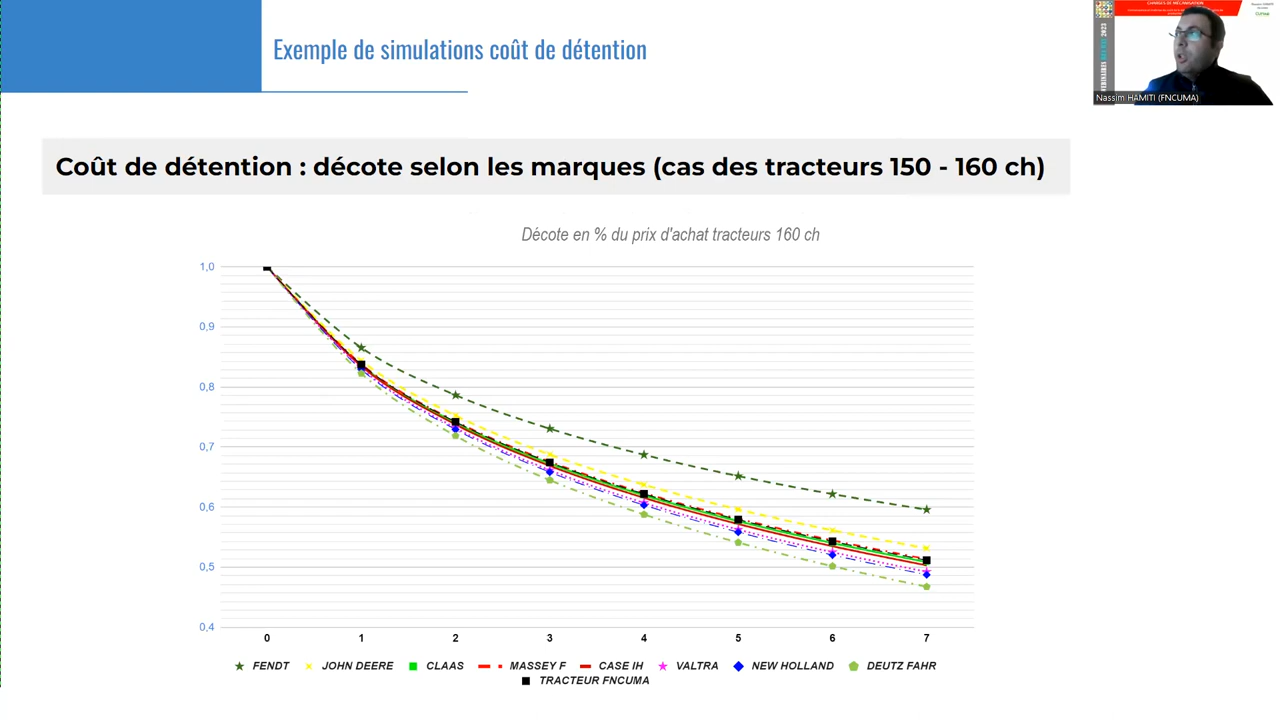 Exemple de simulations coût de détention
Nassim HAMITI (FNCUMA)
Coût de détention : décote selon les marques (cas des tracteurs 150 - 160 ch)
Décote en % du prix d'achat tracteurs 160 ch
1,0
0,9
0,8
0,7
0,6
0,5
0,4
0 1 2 3 4 5 6 7
FENDT JOHN DEERE CLAAS MASSEY F CASE IH VALTRA NEW HOLLAND DEUTZ FAHR
TRACTEUR FNCUMA